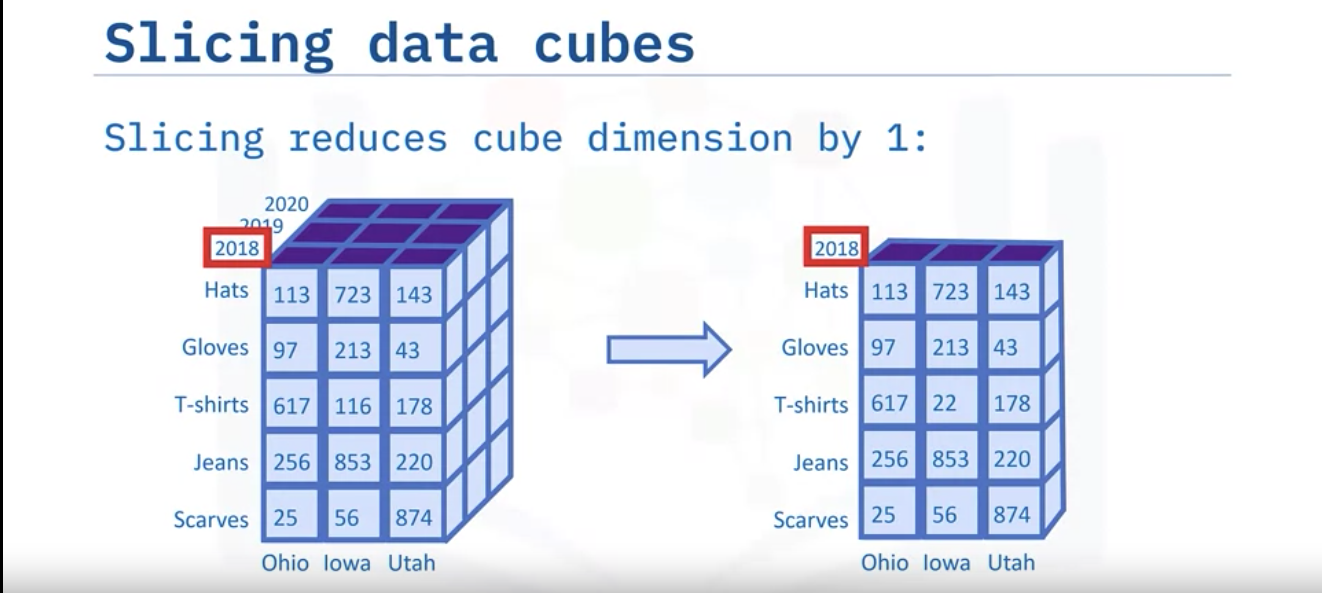 Slicing data cubes
Slicing reduces cube dimension by 1:
2020
2019
2018
Hats 113 723 143
Gloves 97 213 43
T-shirts 617 116 178
Jeans 256 853 220
Scarves 25 56 874
Ohio Iowa Utah
2018
Hats 113 723 143
Gloves 97 213 43
T-shirts 617 22 178
Jeans 256 853 220
Scarves 25 56 874
Ohio Iowa Utah